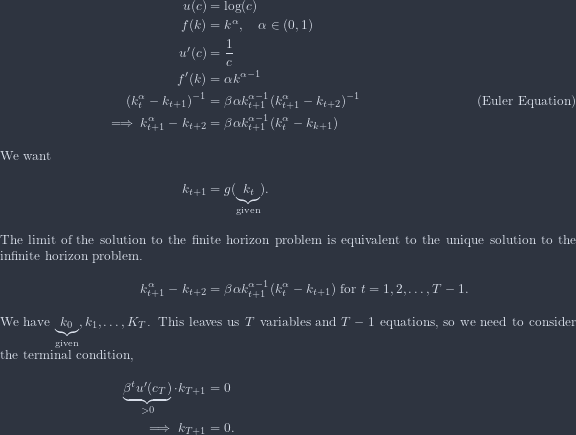 u(c) = log(c)
f(k) = k^α, α ∈ (0, 1)
u′(c) = 1/c
f′(k) = αk^{α−1}
(k_t^α − k_{t+1})^{−1} = βαk_{t+1}^{α−1}(k_{t+1}^α − k_{t+2})^{−1} (Euler Equation)
⟹ k_{t+1}^α − k_{t+2} = βαk_{t+1}^{α−1}(k_t^α − k_{k+1})
We want
k_{t+1} = g(k_t).
given
The limit of the solution to the finite horizon problem is equivalent to the unique solution to the
infinite horizon problem.
k_{t+1}^α − k_{t+2} = βαk_{t+1}^{α−1}(k_t^α − k_{t+1}) for t = 1, 2, . . . , T − 1.
We have k_0, k_1, . . . , K_T. This leaves us T variables and T − 1 equations, so we need to consider
given
the terminal condition,
β^t u′(c_T) · k_{T+1} = 0
>0
⟹ k_{T+1} = 0.